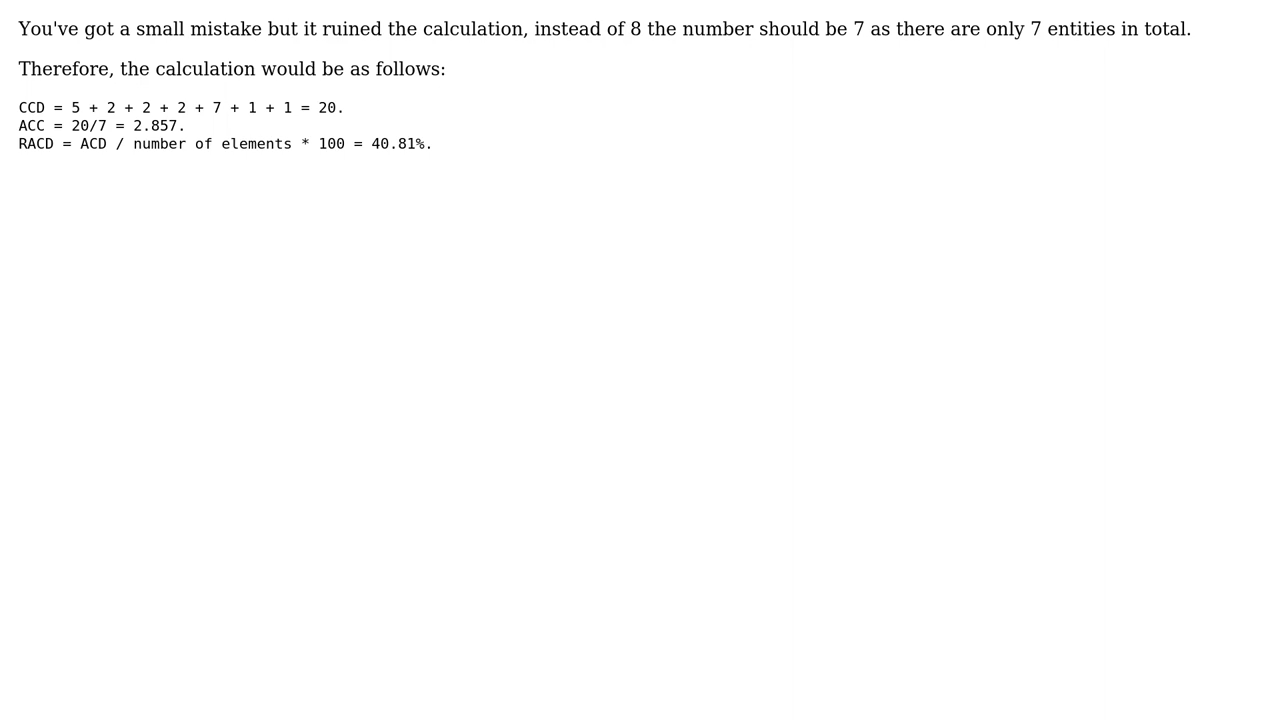 You've got a small mistake but it ruined the calculation, instead of 8 the number should be 7 as there are only 7 entities in total.
Therefore, the calculation would be as follows:
CCD = 5 + 2 + 2 + 2 + 7 + 1 + 1 = 20.
ACC = 20/7 = 2.857.
RACD = ACD / number of elements * 100 = 40.81%.